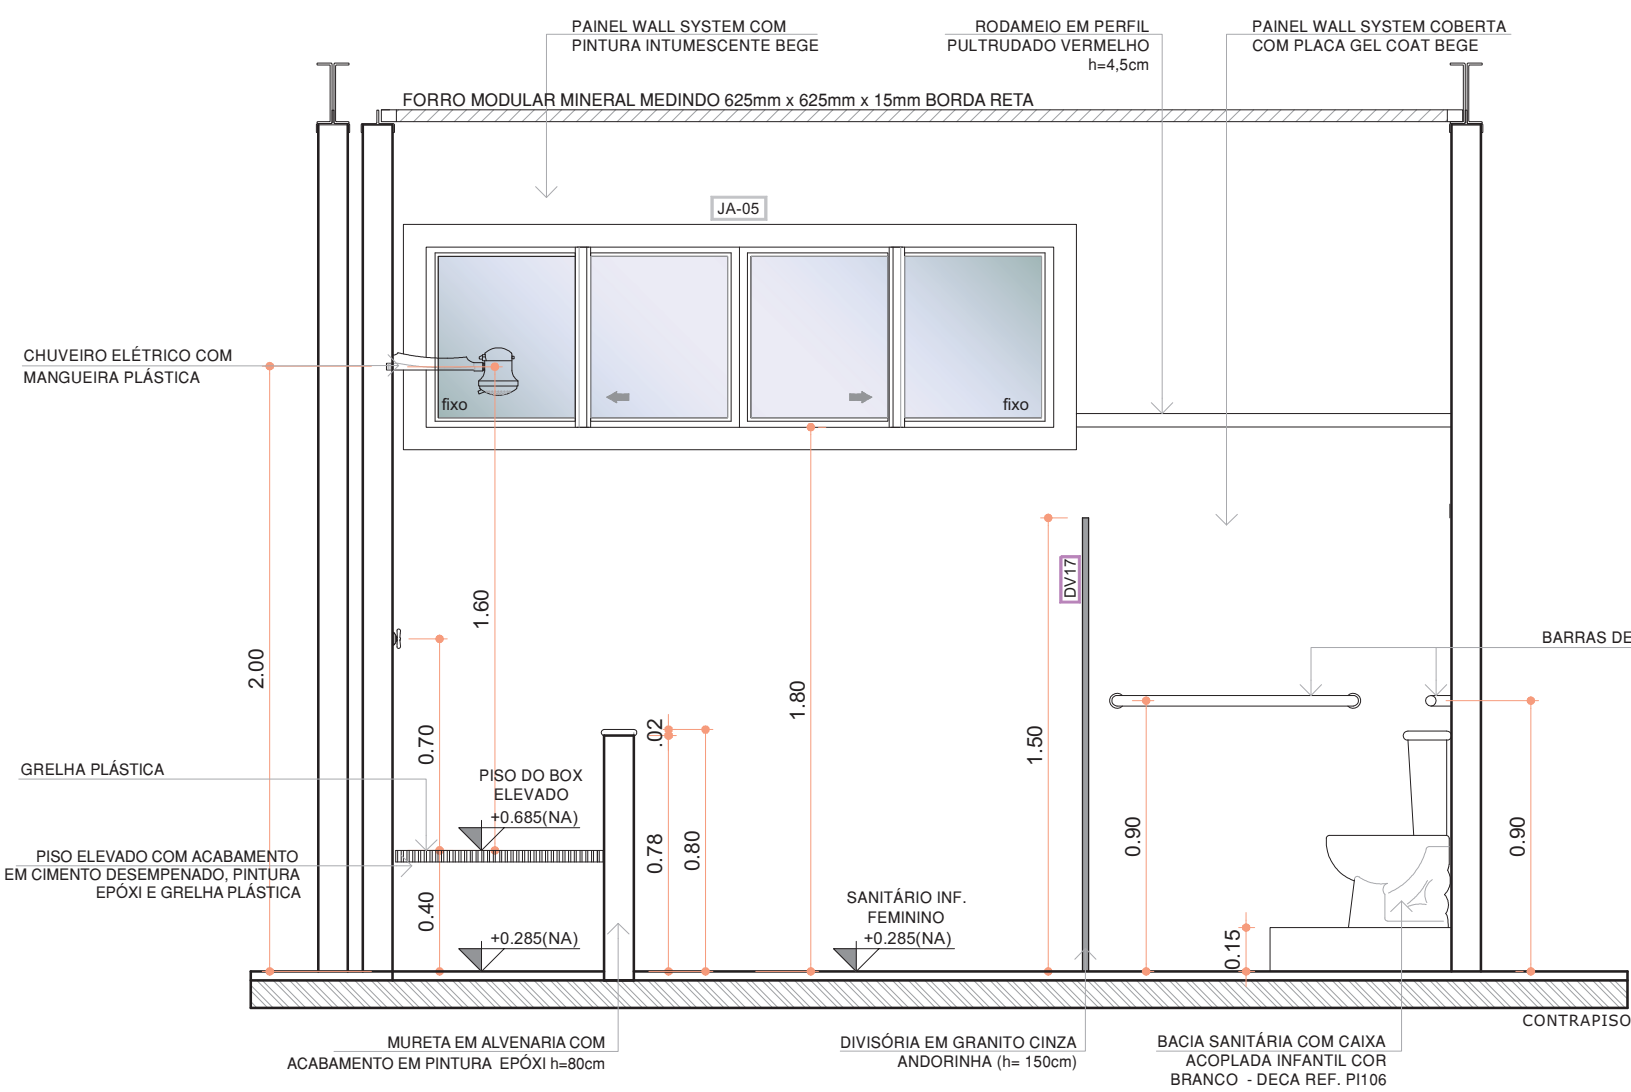 PAINEL WALL SYSTEM COM
PINTURA INTUMESCENTE BEGE
RODAMEIO EM PERFIL
PULTRUDADO VERMELHO
h=4,5cm
PAINEL WALL SYSTEM COBERTA
COM PLACA GEL COAT BEGE
FORRO MODULAR MINERAL MEDINDO 625mm x 625mm x 15mm BORDA RETA
JA-05
CHUVEIRO ELÉTRICO COM
MANGUEIRA PLÁSTICA
fixo
fixo
DV17
1.60
2.00
1.80
1.50
BARRAS DE
.02
0.70
GRELHA PLÁSTICA
PISO DO BOX
ELEVADO
+0.685(NA)
0.78
0.80
0.90
0.90
PISO ELEVADO COM ACABAMENTO
EM CIMENTO DESEMPENADO, PINTURA
EPÓXI E GRELHA PLÁSTICA
0.40
SANITÁRIO INF.
FEMININO
+0.285(NA)
+0.285(NA)
0.15
CONTRAPISO
MURETA EM ALVENARIA COM
ACABAMENTO EM PINTURA EPÓXI h=80cm
DIVISÓRIA EM GRANITO CINZA
ANDORINHA (h= 150cm)
BACIA SANITÁRIA COM CAIXA
ACOPLADA INFANTIL COR
BRANCO - DECA REF. PI106